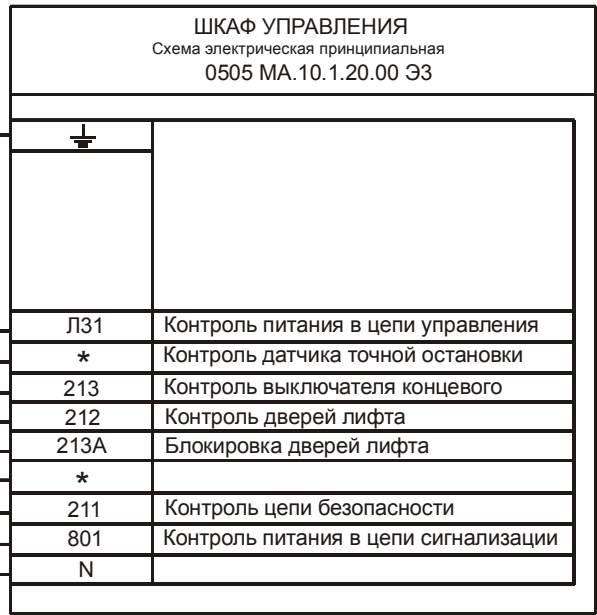 ШКАФ УПРАВЛЕНИЯ
Схема электрическая принципиальная
0505 МА.10.1.20.00 ЭЗ
Л31 Контроль питания в цепи управления
* Контроль датчика точной остановки
213 Контроль выключателя концевого
212 Контроль дверей лифта
213А Блокировка дверей лифта
*
211 Контроль цепи безопасности
801 Контроль питания в цепи сигнализации
N